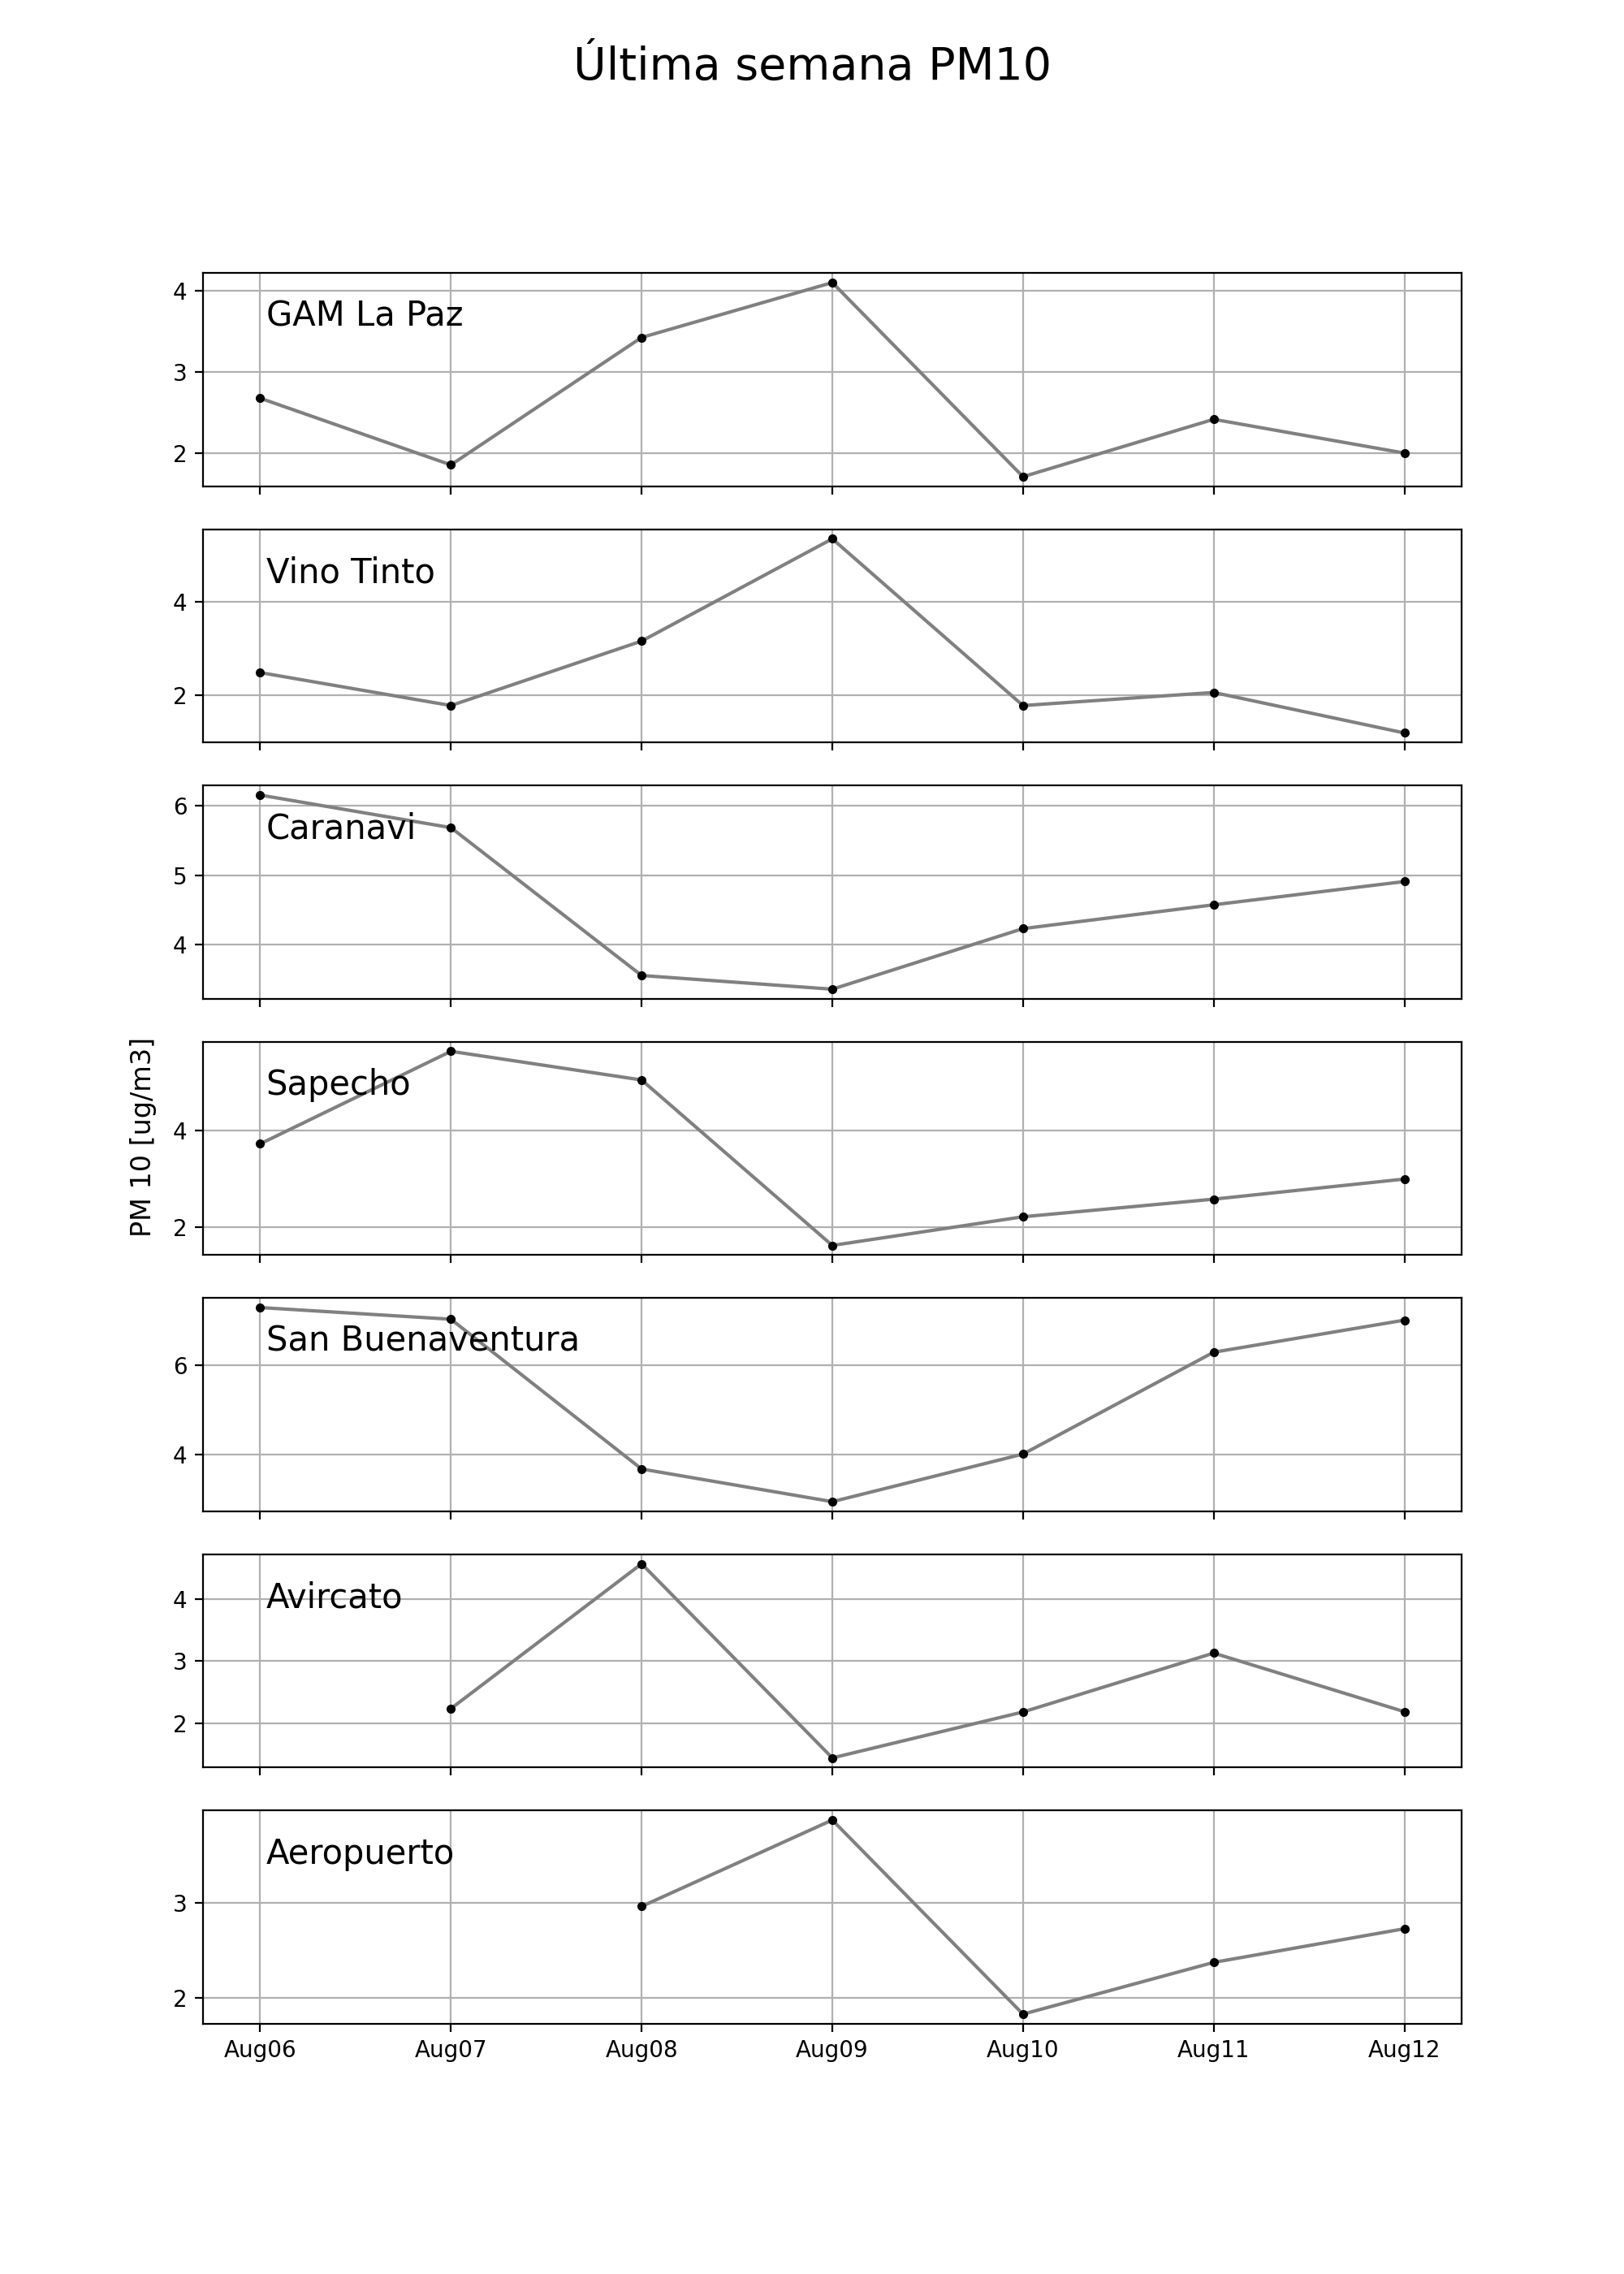 Última semana PM10
GAM La Paz
4
3
2
Vino Tinto
4
2
Caranavi
6
5
4
PM 10 [ug/m3]
Sapecho
4
2
San Buenaventura
6
4
Avircato
4
3
2
Aeropuerto
3
2
Aug06 Aug07 Aug08 Aug09 Aug10 Aug11 Aug12